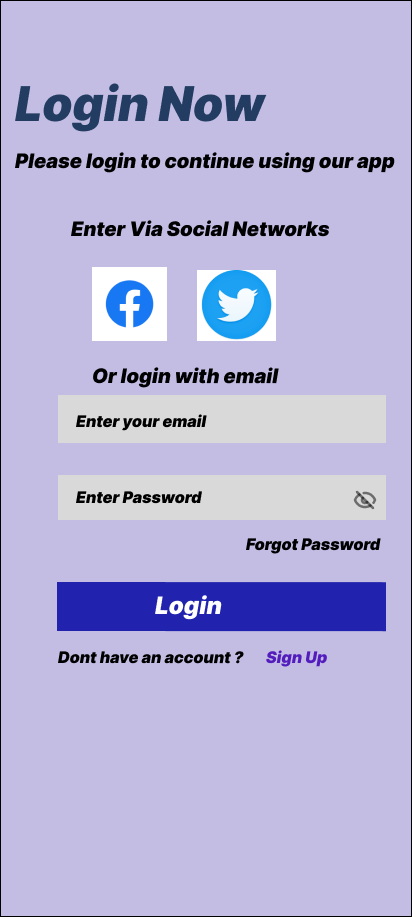 Login Now
Please login to continue using our app
Enter Via Social Networks
Or login with email
Enter your email
Enter Password
Forgot Password
Login
Dont have an account ? Sign Up